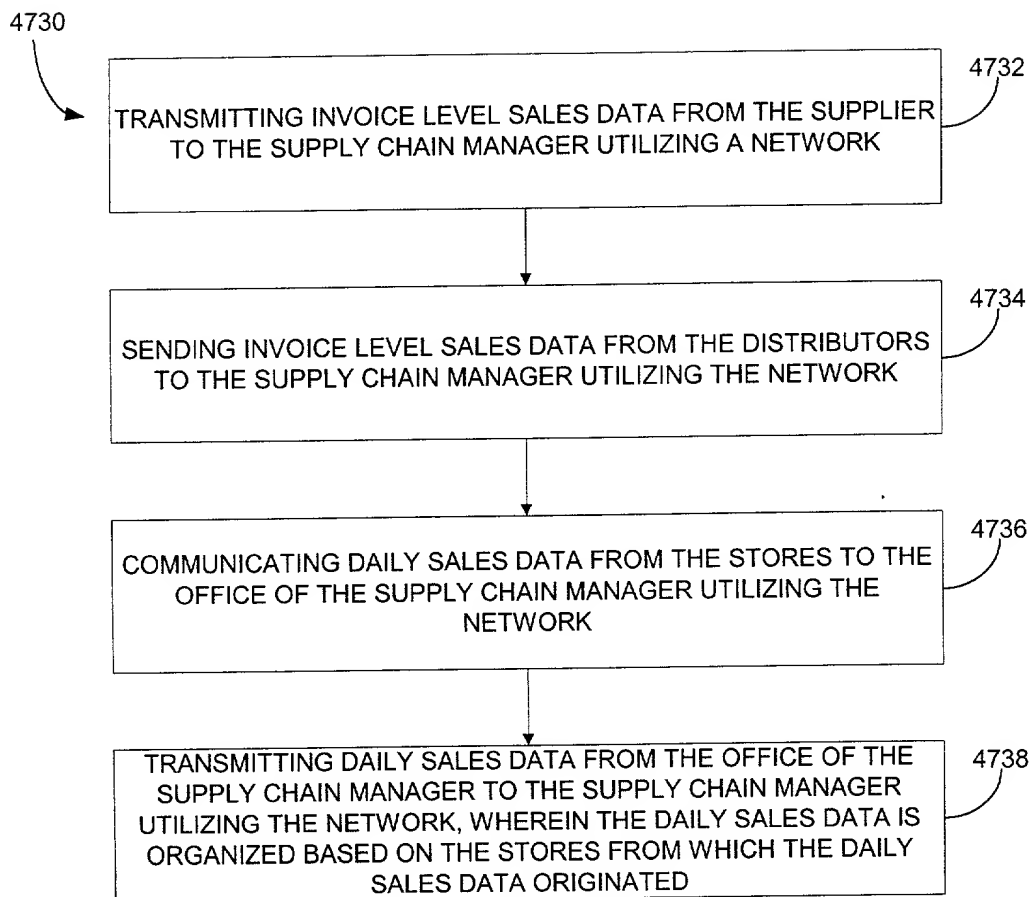 4730
4732
TRANSMITTING INVOICE LEVEL SALES DATA FROM THE SUPPLIER
TO THE SUPPLY CHAIN MANAGER UTILIZING A NETWORK
4734
SENDING INVOICE LEVEL SALES DATA FROM THE DISTRIBUTORS
TO THE SUPPLY CHAIN MANAGER UTILIZING THE NETWORK
4736
COMMUNICATING DAILY SALES DATA FROM THE STORES TO THE
OFFICE OF THE SUPPLY CHAIN MANAGER UTILIZING THE
NETWORK
4738
TRANSMITTING DAILY SALES DATA FROM THE OFFICE OF THE
SUPPLY CHAIN MANAGER TO THE SUPPLY CHAIN MANAGER
UTILIZING THE NETWORK, WHEREIN THE DAILY SALES DATA IS
ORGANIZED BASED ON THE STORES FROM WHICH THE DAILY
SALES DATA ORIGINATED